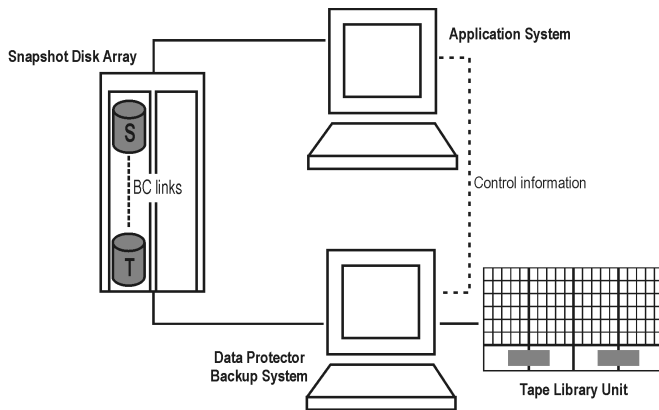 Application System
Snapshot Disk Array
S
BC links
Control information
T
Data Protector
Backup System
Tape Library Unit